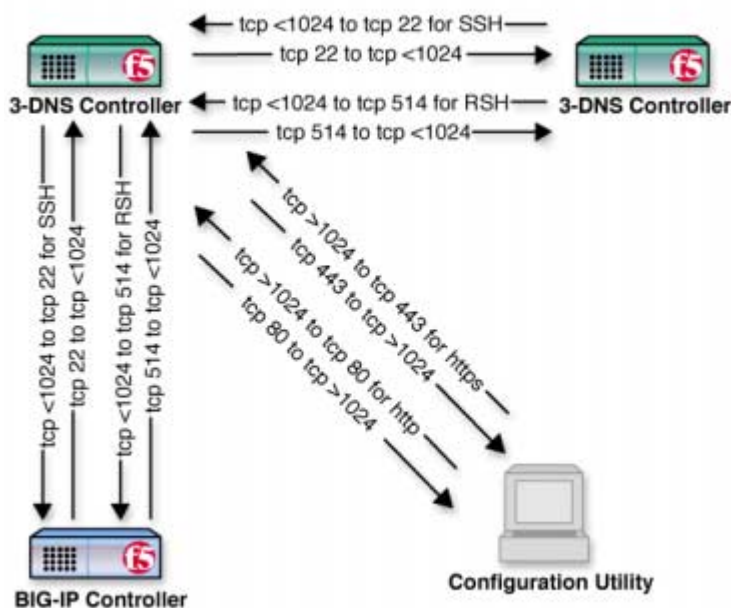 tcp <1024 to tcp 22 for SSH
f5
tcp 22 to tcp <1024
f5
3-DNS Controller
tcp <1024 to tcp 514 for RSH
3-DNS Controller
tcp 514 to tcp <1024
tcp <1024 to tcp 22 for SSH
tcp 22 to tcp <1024
tcp <1024 to tcp 514 for RSH
tcp 514 to tcp <1024
tcp >1024 to tcp 443 for https
tcp 443 to tcp >1024
tcp >1024 to tcp 80 for http
tcp 80 to tcp >1024
f5
BIG-IP Controller
Configuration Utility